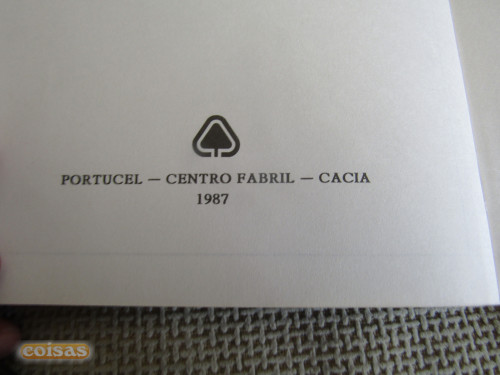 PORTUCEL — CENTRO FABRIL — CACIA
1987
coisas